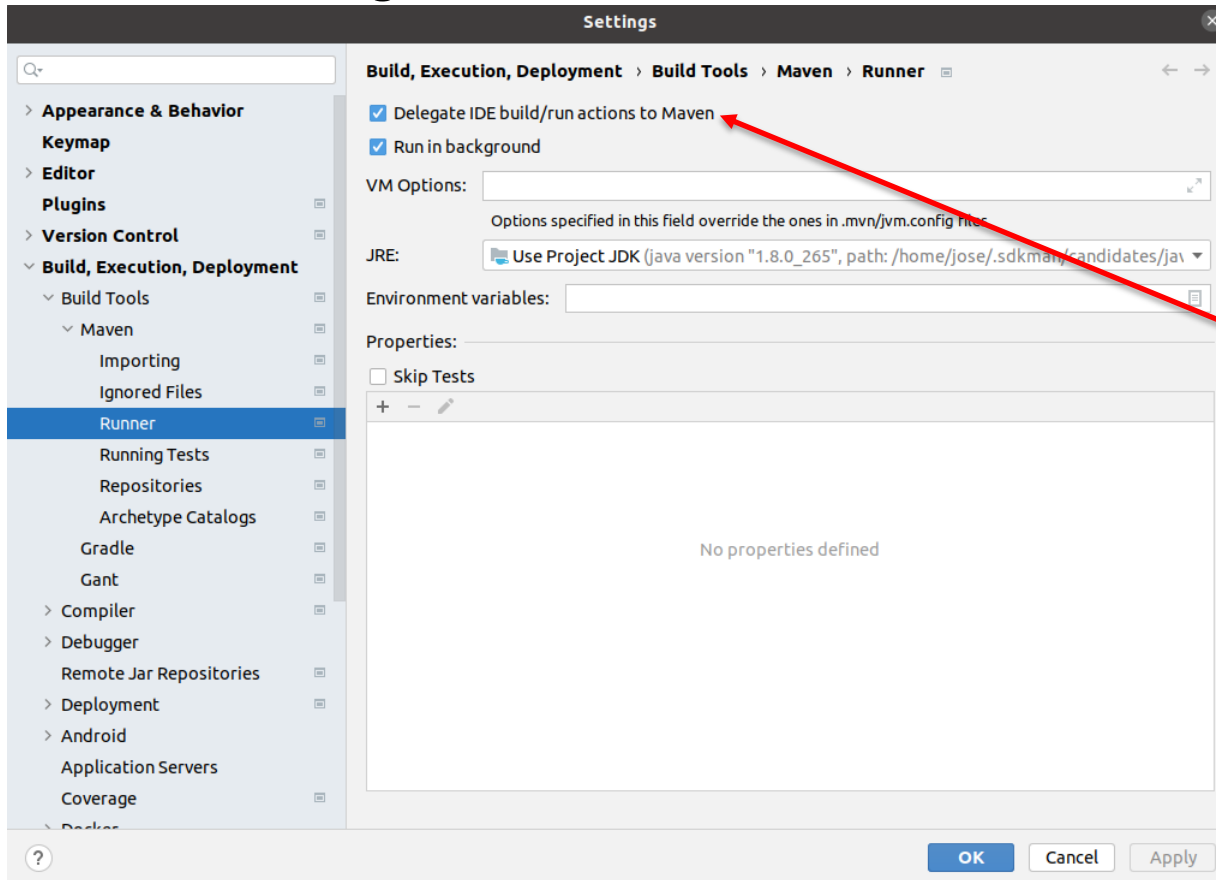 Settings
Build, Execution, Deployment › Build Tools › Maven › Runner
Appearance & Behavior
Keymap
Editor
Plugins
Version Control
Build, Execution, Deployment
Build Tools
Maven
Importing
Ignored Files
Runner
Running Tests
Repositories
Archetype Catalogs
Gradle
Gant
Compiler
Debugger
Remote Jar Repositories
Deployment
Android
Application Servers
Coverage
Docker
Delegate IDE build/run actions to Maven
Run in background
VM Options:
Options specified in this field override the ones in .mvn/jvm.config files
JRE: Use Project JDK (java version "1.8.0_265", path: /home/jose/.sdkman/candidates/jav
Environment variables:
Properties:
Skip Tests
No properties defined
? OK Cancel Apply